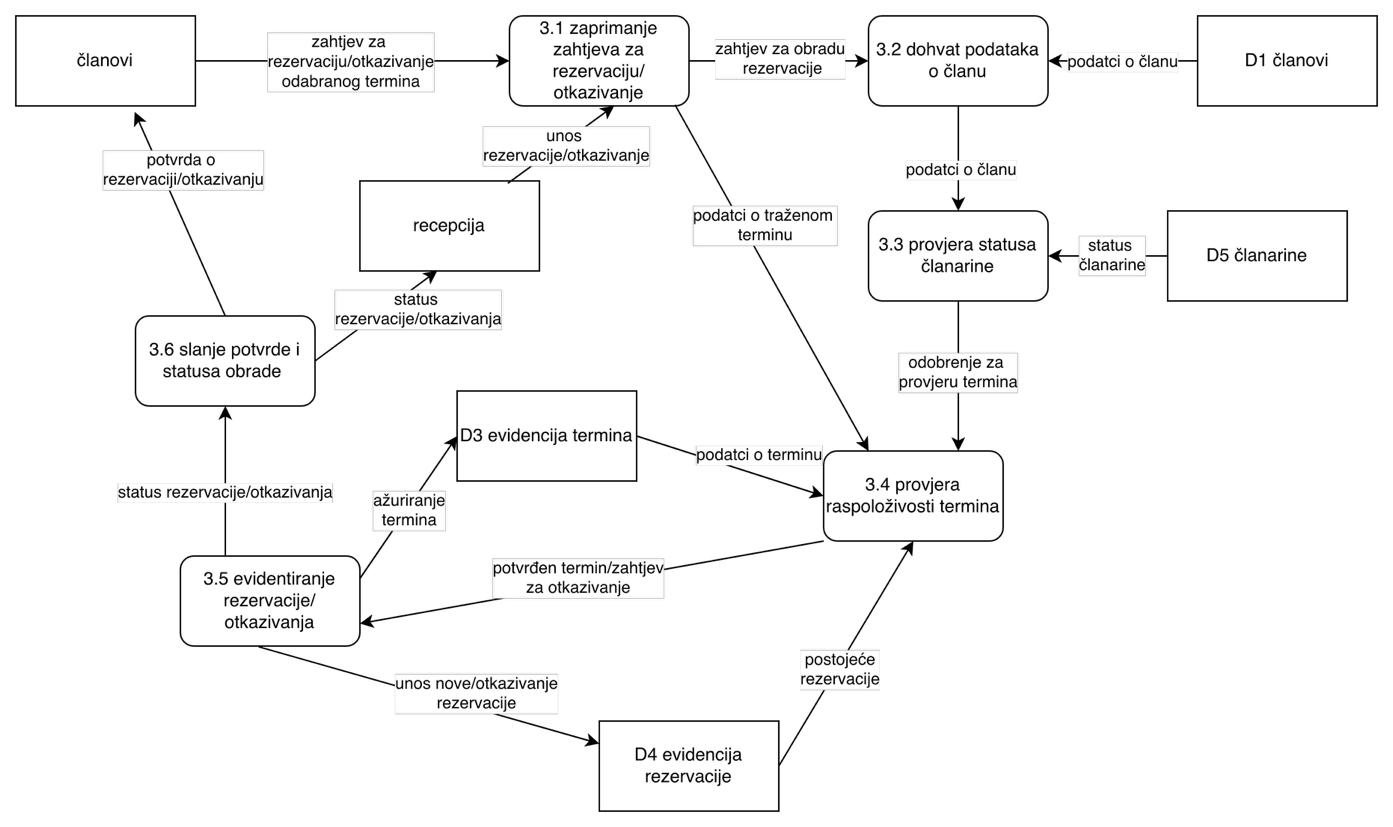 članovi
zahtjev za
rezervaciju/otkazivanje
odabranog termina
3.1 zaprimanje
zahtjeva za
rezervaciju/
otkazivanje
zahtjev za obradu
rezervacije
3.2 dohvat podataka
o članu
podatci o članu
D1 članovi
unos
rezervacije/otkazivanje
potvrda o
rezervaciji/otkazivanju
podatci o članu
recepcija
podatci o traženom
terminu
3.3 provjera statusa
članarine
status
članarine
D5 članarine
status
rezervacije/otkazivanja
3.6 slanje potvrde i
statusa obrade
odobrenje za
provjeru termina
D3 evidencija termina
podatci o terminu
3.4 provjera
raspoloživosti termina
status rezervacije/otkazivanja
ažuriranje
termina
potvrđen termin/zahtjev
za otkazivanje
3.5 evidentiranje
rezervacije/
otkazivanja
postojeće
rezervacije
unos nove/otkazivanje
rezervacije
D4 evidencija
rezervacije